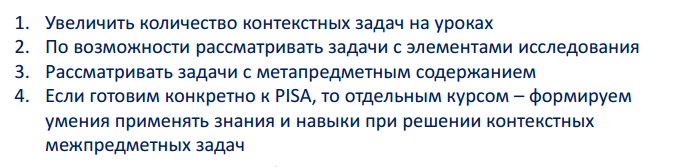 1. Увеличить количество контекстных задач на уроках
2. По возможности рассматривать задачи с элементами исследования
3. Рассматривать задачи с метапредметным содержанием
4. Если готовим конкретно к PISA, то отдельным курсом – формируем
умения применять знания и навыки при решении контекстных
межпредметных задач